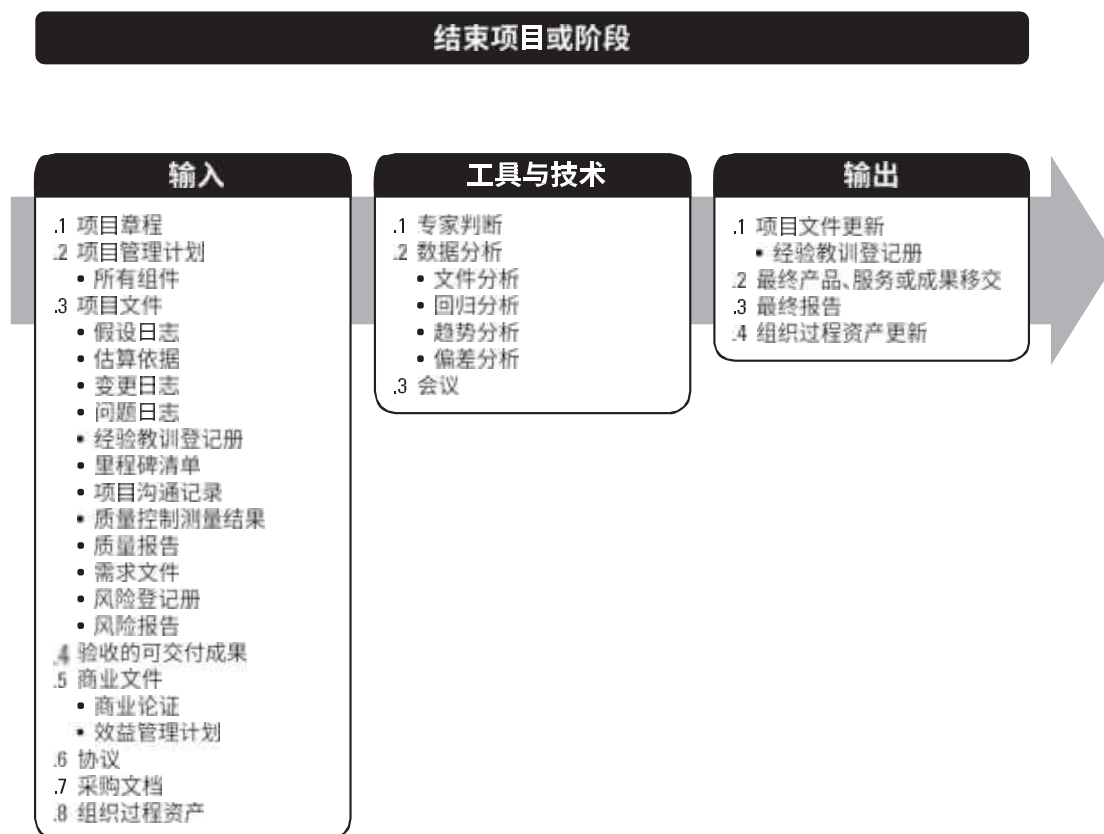 结束项目或阶段
输入
.1 项目章程
.2 项目管理计划
• 所有组件
.3 项目文件
• 假设日志
• 估算依据
• 变更日志
• 问题日志
• 经验教训登记册
• 里程碑清单
• 项目沟通记录
• 质量控制测量结果
• 质量报告
• 需求文件
• 风险登记册
• 风险报告
.4 验收的可交付成果
.5 商业文件
• 商业论证
• 效益管理计划
.6 协议
.7 采购文档
.8 组织过程资产
工具与技术
.1 专家判断
.2 数据分析
• 文件分析
• 回归分析
• 趋势分析
• 偏差分析
.3 会议
输出
.1 项目文件更新
• 经验教训登记册
.2 最终产品、服务或成果移交
.3 最终报告
.4 组织过程资产更新